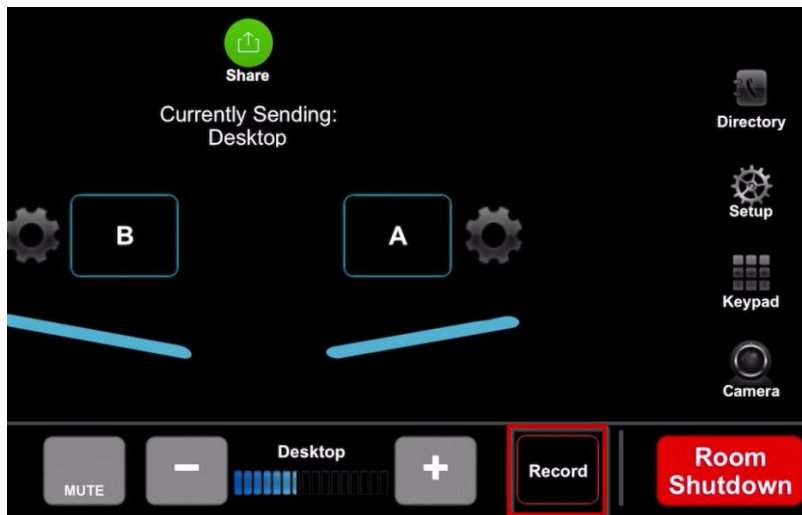 Share
Currently Sending:
Desktop
Directory
Setup
B
A
Keypad
Camera
Desktop
MUTE
Record
Room
Shutdown